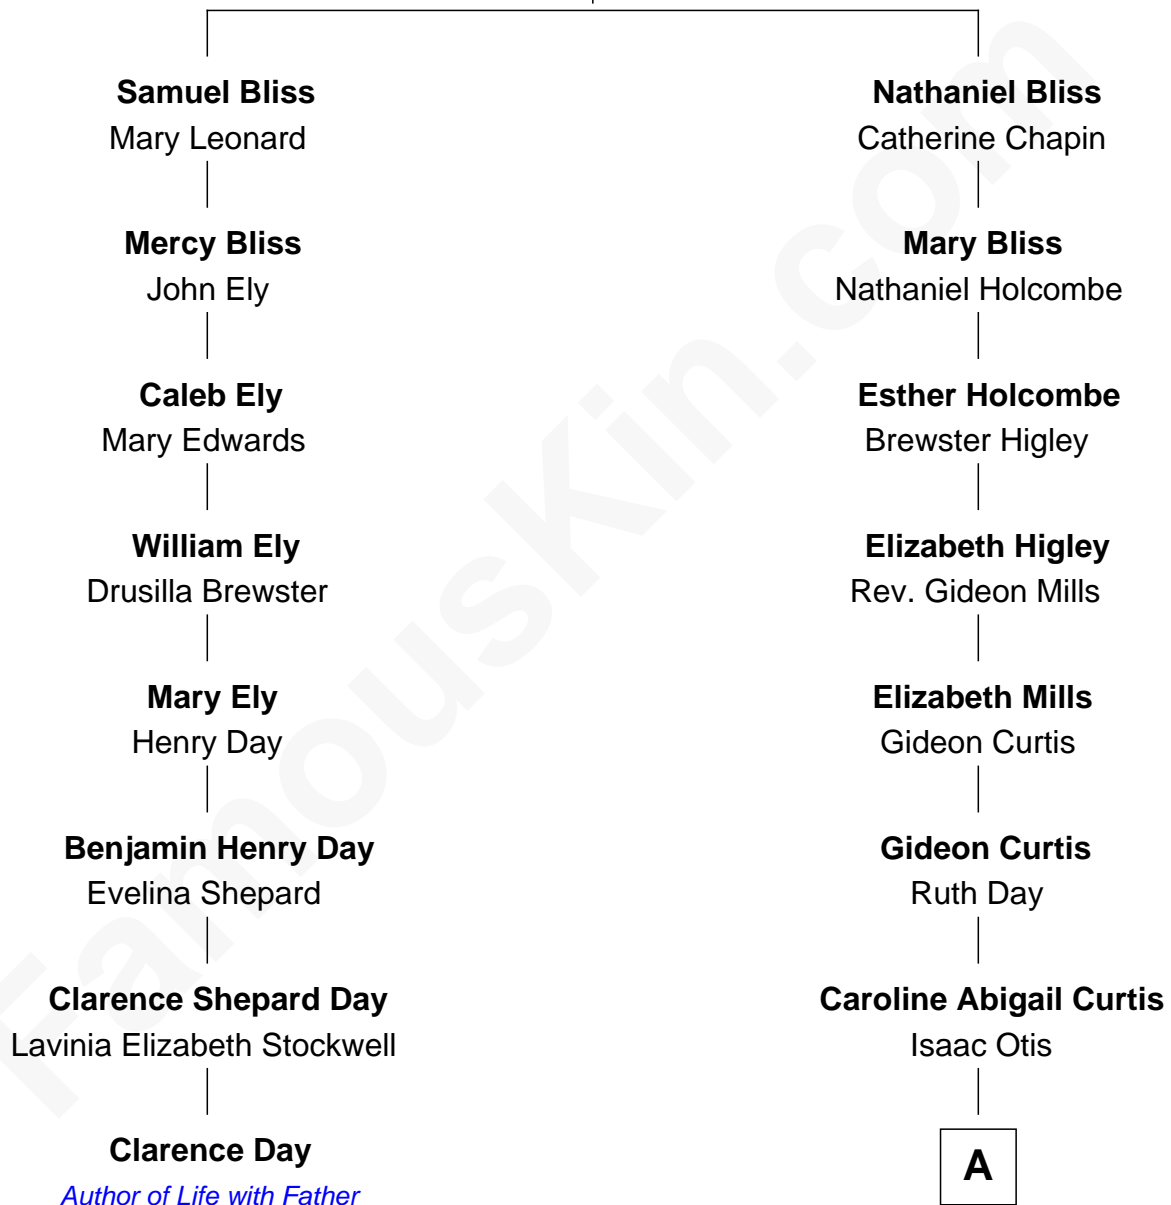 Samuel Bliss
Mary Leonard
Mercy Bliss
John Ely
Caleb Ely
Mary Edwards
William Ely
Drusilla Brewster
Mary Ely
Henry Day
Benjamin Henry Day
Evelina Shepard
Clarence Shepard Day
Lavinia Elizabeth Stockwell
Clarence Day
Author of Life with Father
Nathaniel Bliss
Catherine Chapin
Mary Bliss
Nathaniel Holcombe
Esther Holcombe
Brewster Higley
Elizabeth Higley
Rev. Gideon Mills
Elizabeth Mills
Gideon Curtis
Gideon Curtis
Ruth Day
Caroline Abigail Curtis
Isaac Otis
A
FamousKin.com